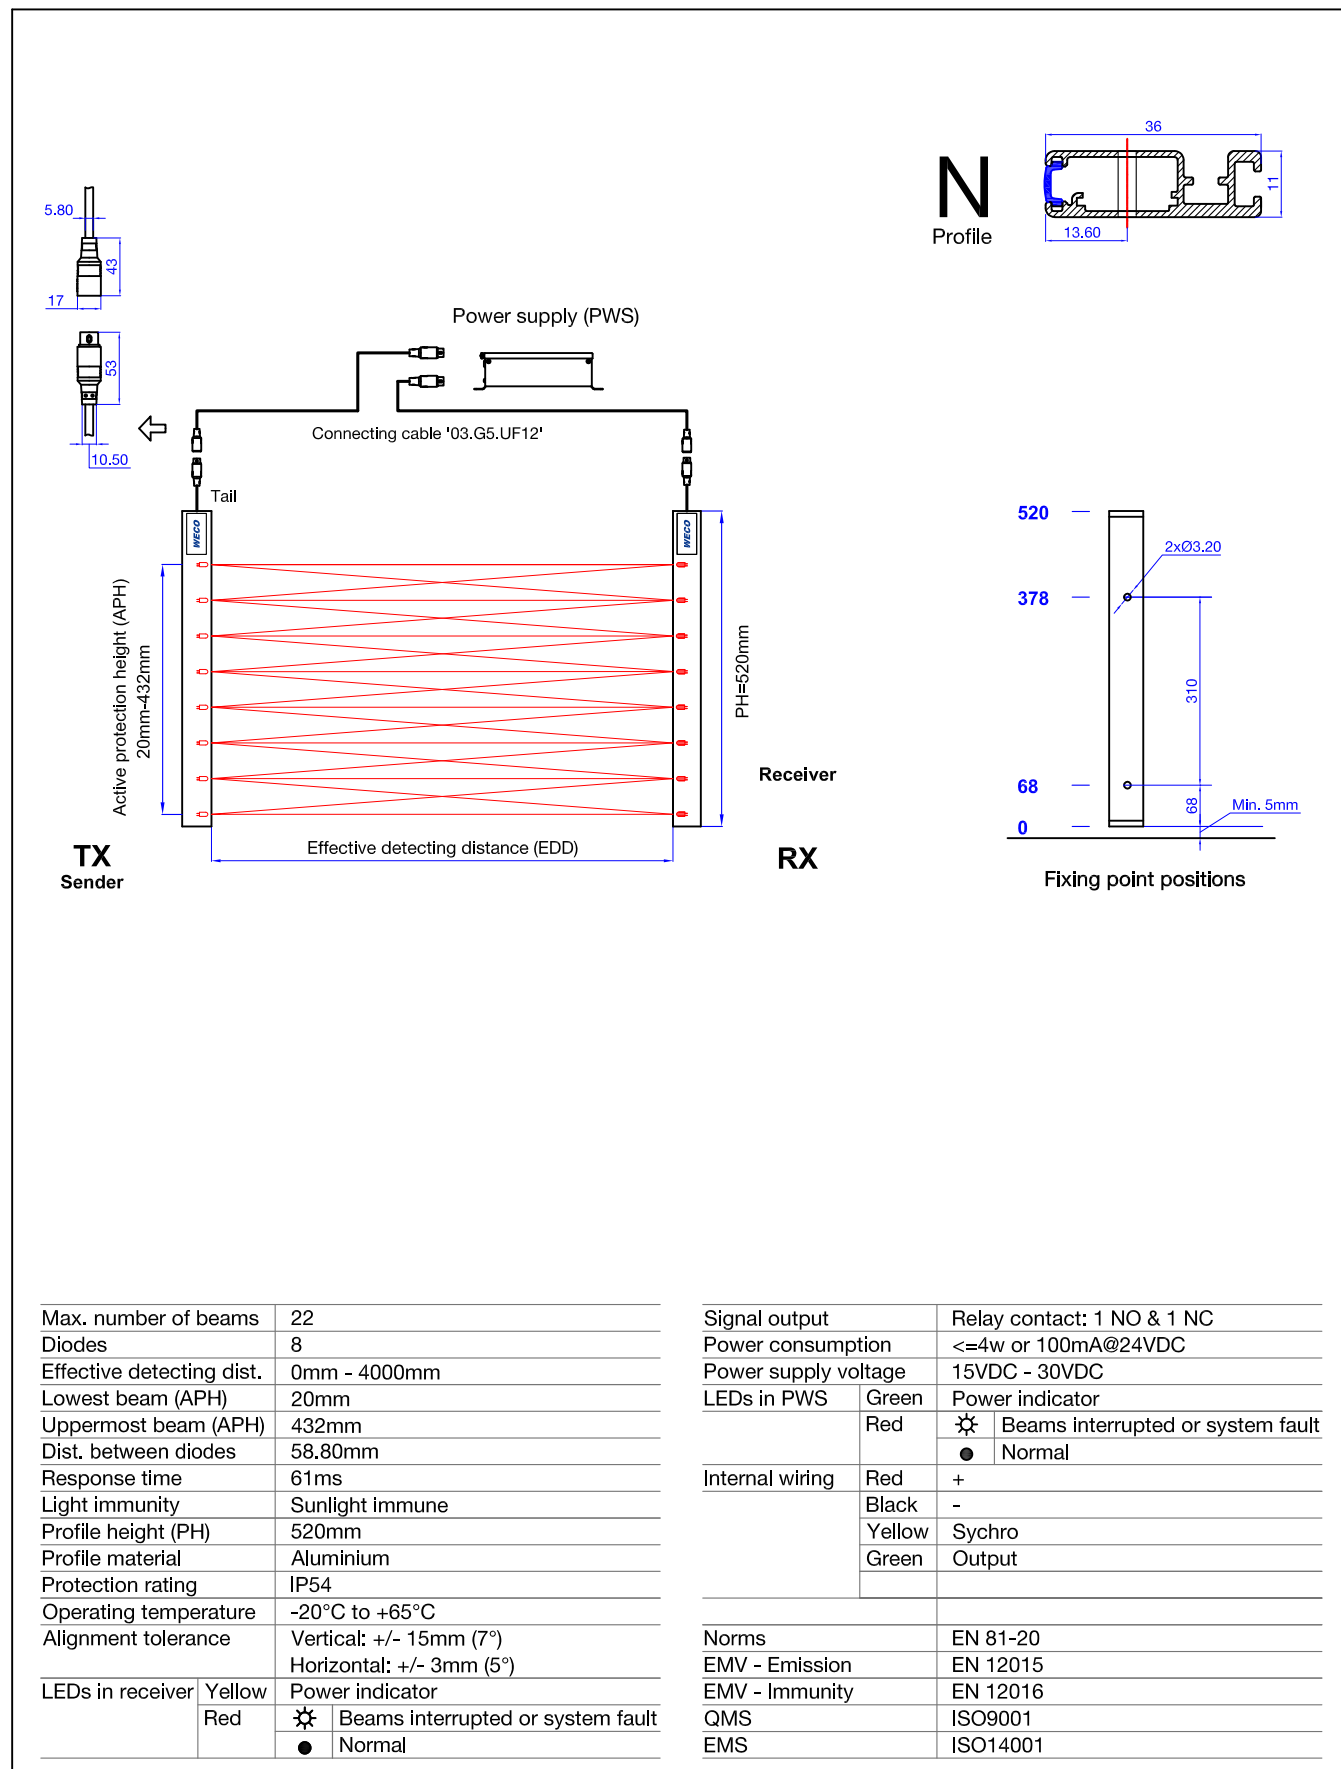 36
11
13.60
N
Profile
5.80
43
17
53
10.50
Power supply (PWS)
Connecting cable '03.G5.UF12'
Tail
WECO
WECO
Active protection height (APH)
20mm-432mm
PH=520mm
Receiver
TX
Sender
Effective detecting distance (EDD)
RX
520
2xØ3.20
378
310
68
68
Min. 5mm
0
Fixing point positions
Max. number of beams 22
Diodes 8
Effective detecting dist. 0mm - 4000mm
Lowest beam (APH) 20mm
Uppermost beam (APH) 432mm
Dist. between diodes 58.80mm
Response time 61ms
Light immunity Sunlight immune
Profile height (PH) 520mm
Profile material Aluminium
Protection rating IP54
Operating temperature -20°C to +65°C
Alignment tolerance Vertical: +/- 15mm (7°)
Horizontal: +/- 3mm (5°)
LEDs in receiver Yellow Power indicator
Red Beams interrupted or system fault
Normal
Signal output Relay contact: 1 NO & 1 NC
Power consumption <=4w or 100mA@24VDC
Power supply voltage 15VDC - 30VDC
LEDs in PWS Green Power indicator
Red Beams interrupted or system fault
Normal
Internal wiring Red +
Black -
Yellow Sychro
Green Output
Norms EN 81-20
EMV - Emission EN 12015
EMV - Immunity EN 12016
QMS ISO9001
EMS ISO14001